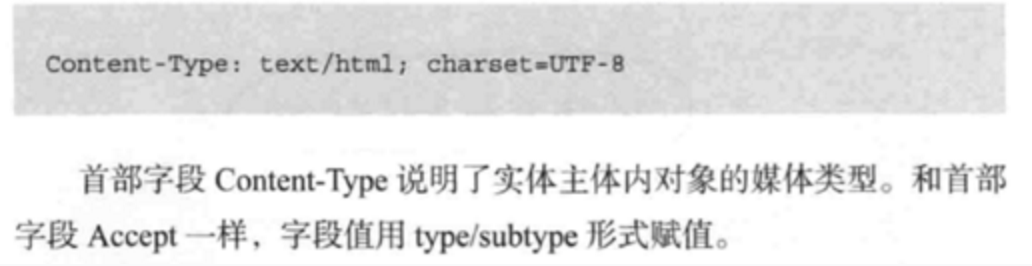 Content-Type: text/html; charset=UTF-8
首部字段 Content-Type 说明了实体主体内对象的媒体类型。和首部
字段 Accept 一样，字段值用 type/subtype 形式赋值。